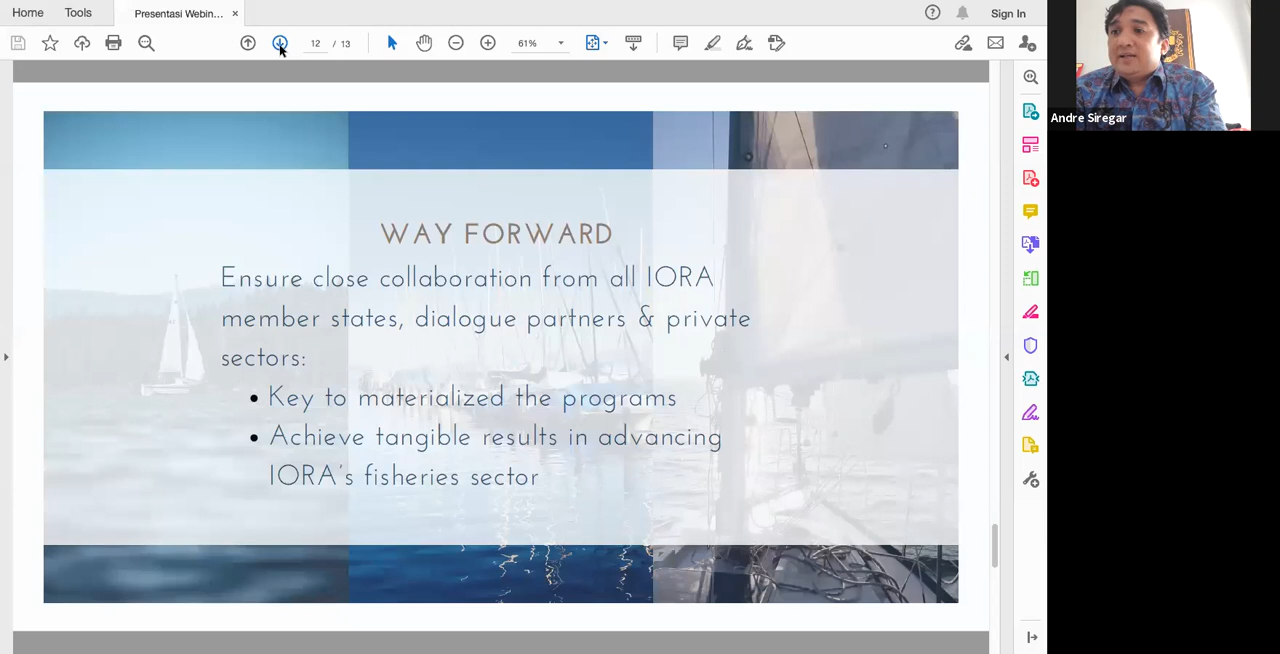 Home Tools Presentasi Webin... × Sign In
12 / 13 61%
Andre Siregar
WAY FORWARD
Ensure close collaboration from all IORA
member states, dialogue partners & private
sectors:
• Key to materialized the programs
• Achieve tangible results in advancing
IORA's fisheries sector